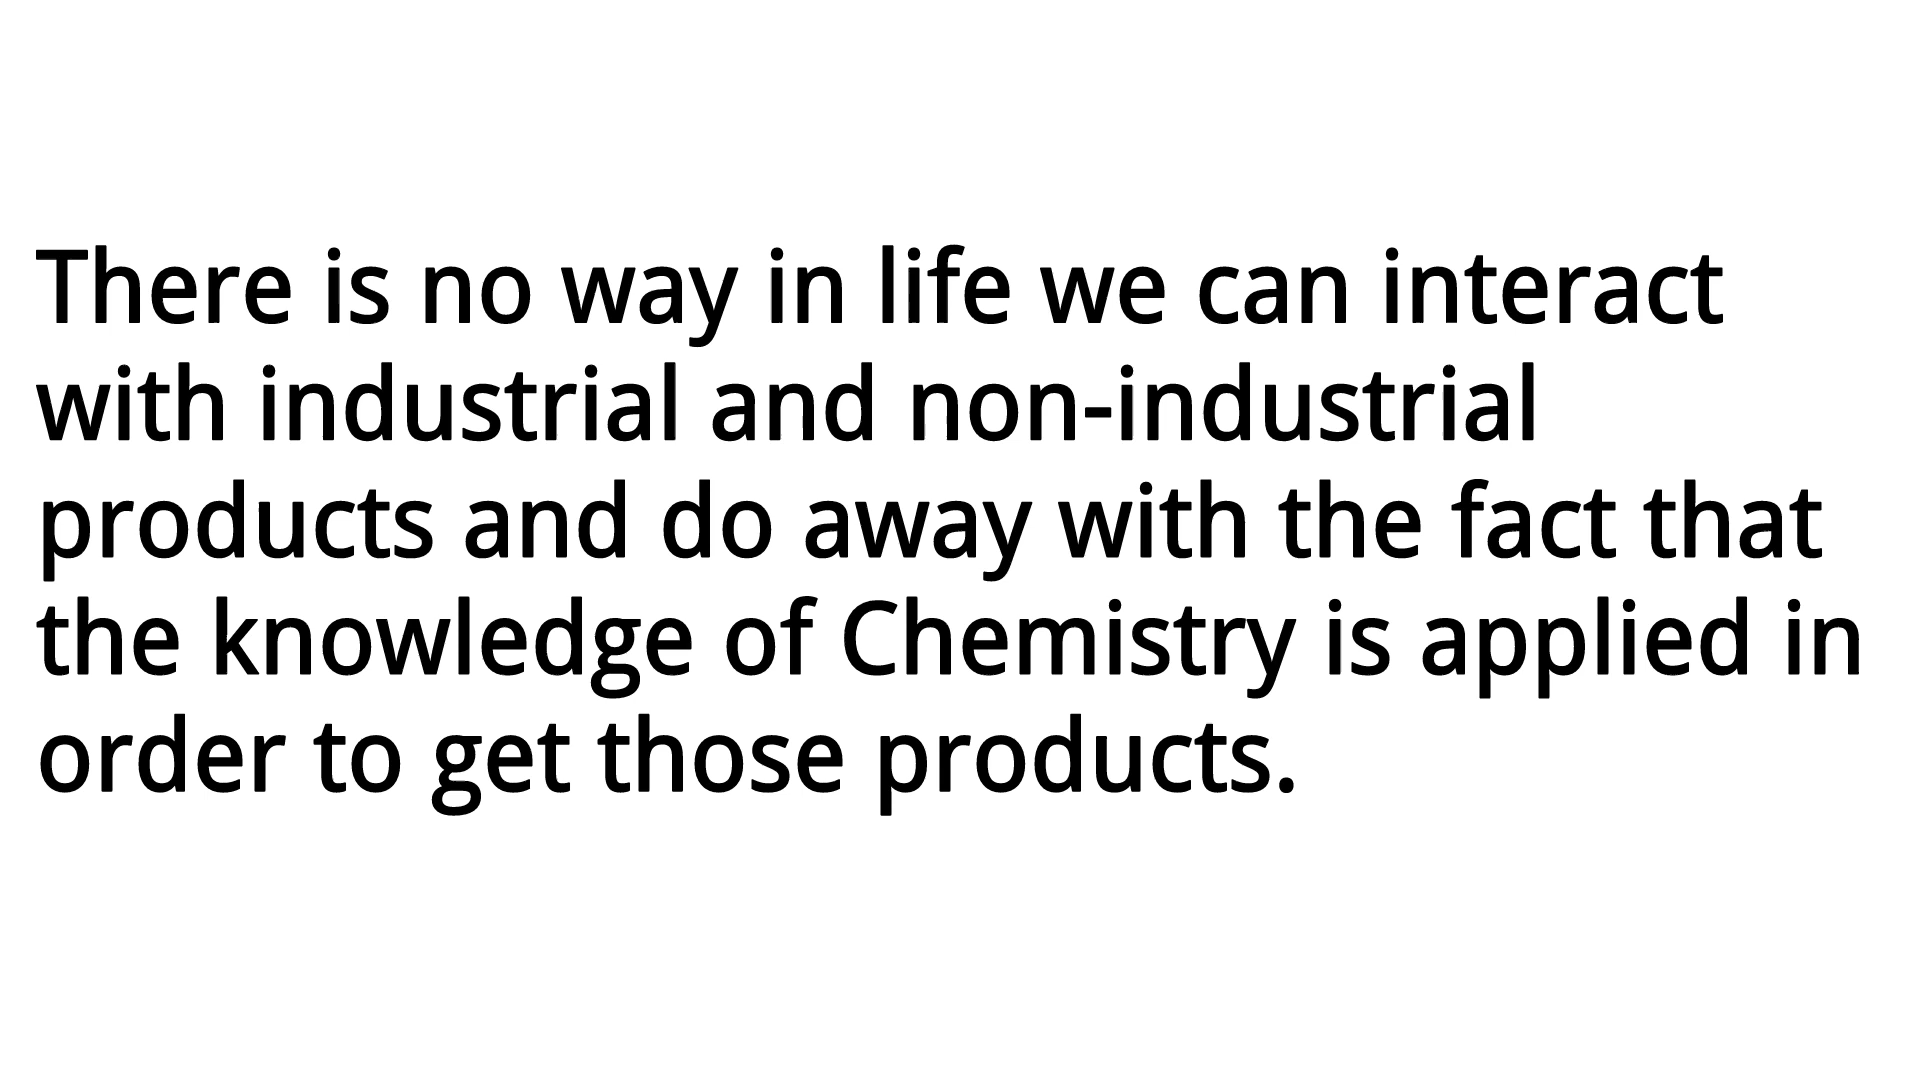 There is no way in life we can interact
with industrial and non-industrial
products and do away with the fact that
the knowledge of Chemistry is applied in
order to get those products.